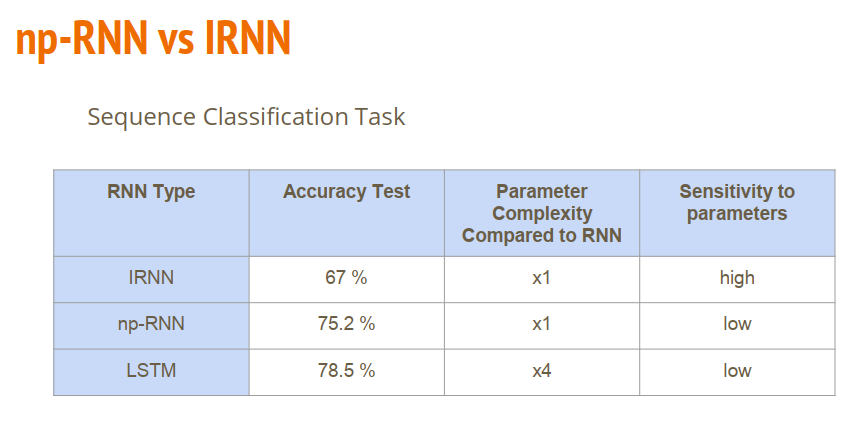 np-RNN vs IRNN
Sequence Classification Task
RNN Type
Accuracy Test
Parameter
Complexity
Compared to RNN
Sensitivity to
parameters
IRNN
67 %
x1
high
np-RNN
75.2 %
x1
low
LSTM
78.5 %
x4
low